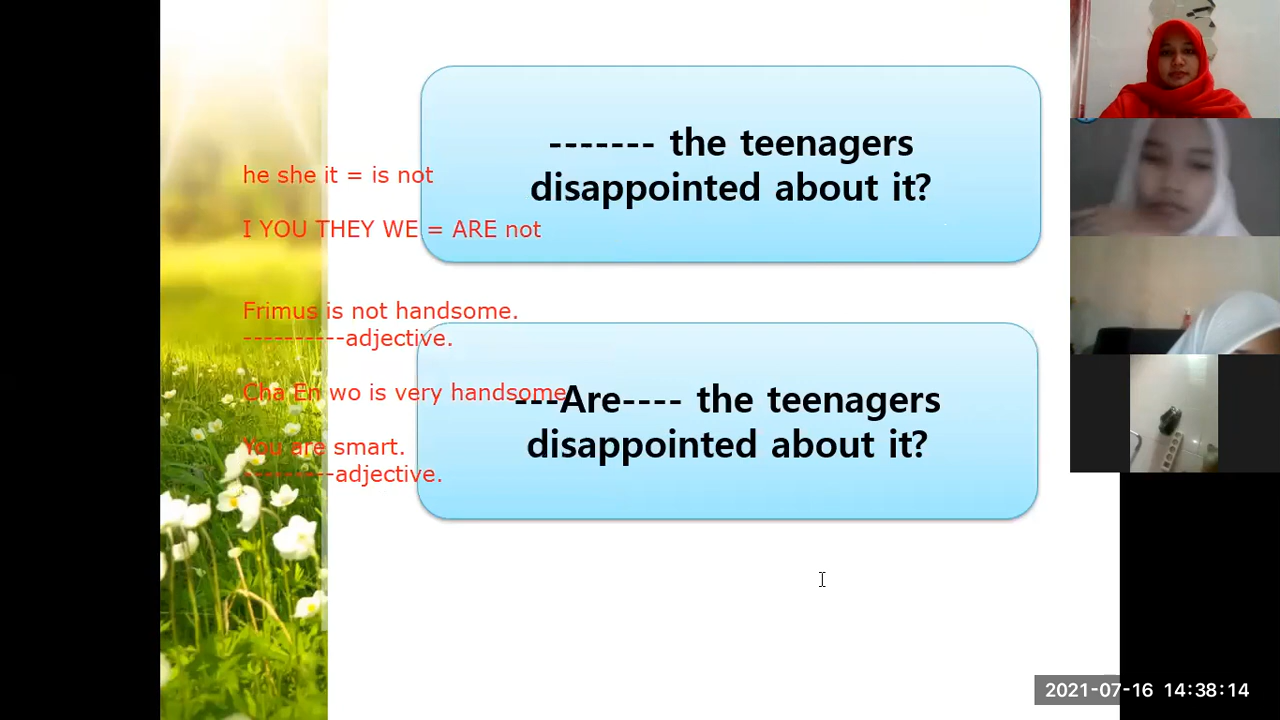 ------- the teenagers
disappointed about it?
he she it = is not
I YOU THEY WE = ARE not
Frimus is not handsome.
----------adjective.
Cha En wo is very handsome
You are smart.
---------adjective.
---Are---- the teenagers
disappointed about it?
2021-07-16 14:38:14